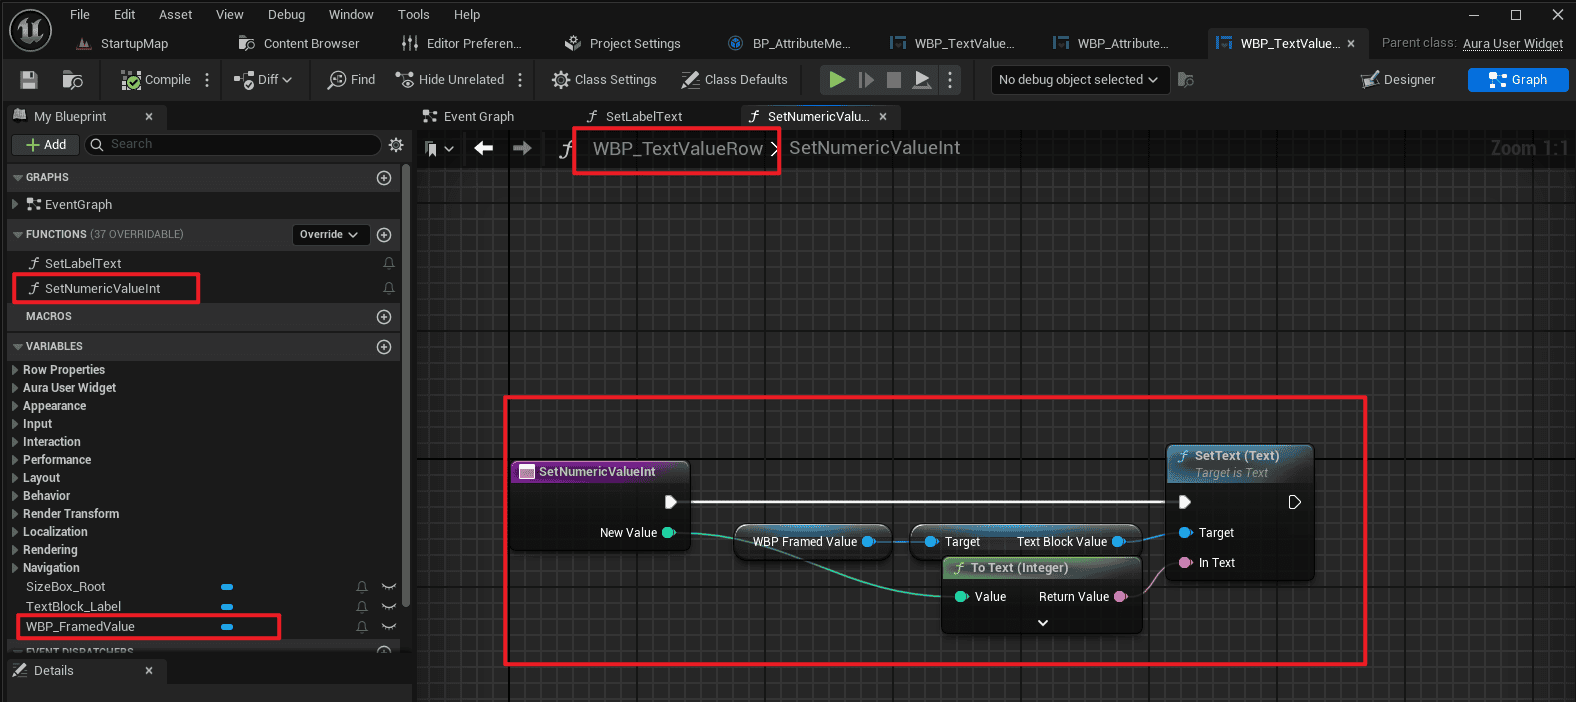 File Edit Asset View Debug Window Tools Help
StartupMap Content Browser Editor Preferen... Project Settings BP_AttributeMe... WBP_TextValue... WBP_Attribute... WBP_TextValue... Parent class: Aura User Widget
Compile Diff Find Hide Unrelated Class Settings Class Defaults No debug object selected Designer Graph
My Blueprint
Event Graph SetLabelText SetNumericValu...
Add Search
WBP_TextValueRow SetNumericValueInt Zoom 1:1
GRAPHS
EventGraph
FUNCTIONS (37 OVERRIDABLE) Override
SetLabelText
SetNumericValueInt
MACROS
VARIABLES
Row Properties
Aura User Widget
Appearance
Input
Interaction
Performance
Layout
Behavior
Render Transform
Localization
Rendering
Navigation
SizeBox_Root
TextBlock_Label
WBP_FramedValue
EVENT DISPATCHERS
Details
SetNumericValueInt
New Value
WBP Framed Value
Target Text Block Value
To Text (Integer)
Value Return Value
SetText (Text)
Target is Text
Target
In Text